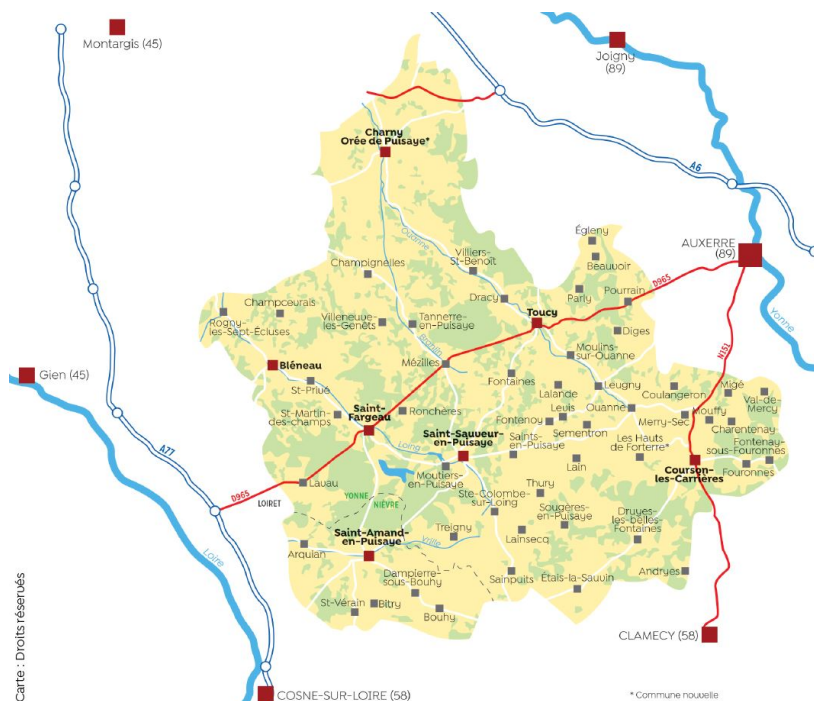 Montargis (45)
Joigny
(89)
Charny
Orée de Puisaye*
A6
Ouanne
Égleny
AUXERRE
(89)
Villiers-
St-Benoît
Beauvoir
Champignelles
D965
Dracy
Parly
Pourrain
Yonne
Champcevrais
Rogny-
les-Sept-Écluses
Villeneuve-
les-Genêts
Tannerre-
en-Puisaye
Toucy
Diges
N151
Moulins-
sur-Ouanne
Mézilles
Gien (45)
Bléneau
St-Privé
Fontaines
Lalande
Leugny
Coulangeron
Migé
Val-de-
Mercy
St-Martin-
des-champs
Saint-
Fargeau
Ronchères
Leuis
Ouanne
Mouffy
Fontenoy
Merry-Sec
Charentenay
Loing
Saint-Sauveur-
en-Puisaye
Saints-
en-Puisaye
Sementron
Les Hauts
de Forterre*
Fontenay-
sous-Fouronnes
A77
Lain
Courson-
les-Carrières
Fouronnes
Moutiers-
en-Puisaye
Lavau
D965
LOIRET
YONNE
NIÈVRE
Thury
Ste-Colombe-
sur-Loing
Sougères-
en-Puisaye
Druyes-
les-belles-
Fontaines
Saint-Amand-
en-Puisaye
Treigny
Vrille
Lainsecq
Loire
Arquian
Dampierre-
sous-Bouhy
Sainpuits
Étais-la-Sauvin
Andryes
St-Vérain
Bitry
Bouhy
CLAMECY (58)
COSNE-SUR-LOIRE (58)
* Commune nouvelle
Carte : Droits réservés